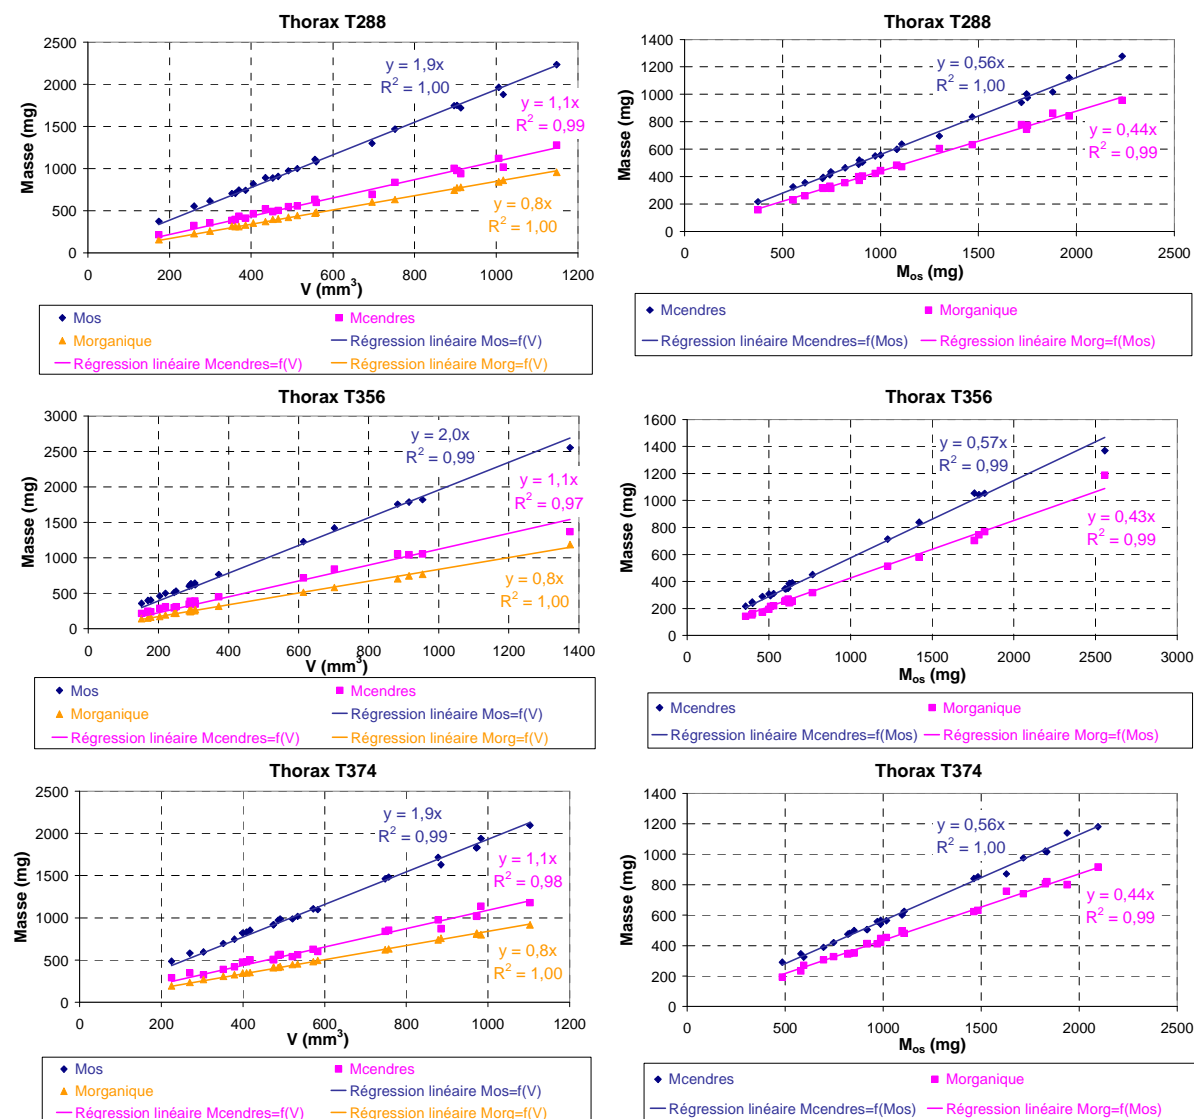 Thorax T288
2500
2000
1500
1000
500
0
Masse (mg)
y = 1,9x
R² = 1,00
y = 1,1x
R² = 0,99
y = 0,8x
R² = 1,00
0 200 400 600 800 1000 1200
V (mm³)
Mos
Mcendres
Morganique
Régression linéaire Mos=f(V)
Régression linéaire Mcendres=f(V)
Régression linéaire Morg=f(V)
Thorax T288
1400
1200
1000
800
600
400
200
0
Masse (mg)
y = 0,56x
R² = 1,00
y = 0,44x
R² = 0,99
0 500 1000 1500 2000 2500
Mos (mg)
Mcendres
Morganique
Régression linéaire Mcendres=f(Mos)
Régression linéaire Morg=f(Mos)
Thorax T356
3000
2500
2000
1500
1000
500
0
Masse (mg)
y = 2,0x
R² = 0,99
y = 1,1x
R² = 0,97
y = 0,8x
R² = 1,00
0 200 400 600 800 1000 1200 1400
V (mm³)
Mos
Mcendres
Morganique
Régression linéaire Mos=f(V)
Régression linéaire Mcendres=f(V)
Régression linéaire Morg=f(V)
Thorax T356
1600
1400
1200
1000
800
600
400
200
0
Masse (mg)
y = 0,57x
R² = 0,99
y = 0,43x
R² = 0,99
0 500 1000 1500 2000 2500 3000
Mos (mg)
Mcendres
Morganique
Régression linéaire Mcendres=f(Mos)
Régression linéaire Morg=f(Mos)
Thorax T374
2500
2000
1500
1000
500
0
Masse (mg)
y = 1,9x
R² = 0,99
y = 1,1x
R² = 0,98
y = 0,8x
R² = 1,00
0 200 400 600 800 1000 1200
V (mm³)
Mos
Mcendres
Morganique
Régression linéaire Mos=f(V)
Régression linéaire Mcendres=f(V)
Régression linéaire Morg=f(V)
Thorax T374
1400
1200
1000
800
600
400
200
0
Masse (mg)
y = 0,56x
R² = 1,00
y = 0,44x
R² = 0,99
0 500 1000 1500 2000 2500
Mos (mg)
Mcendres
Morganique
Régression linéaire Mcendres=f(Mos)
Régression linéaire Morg=f(Mos)